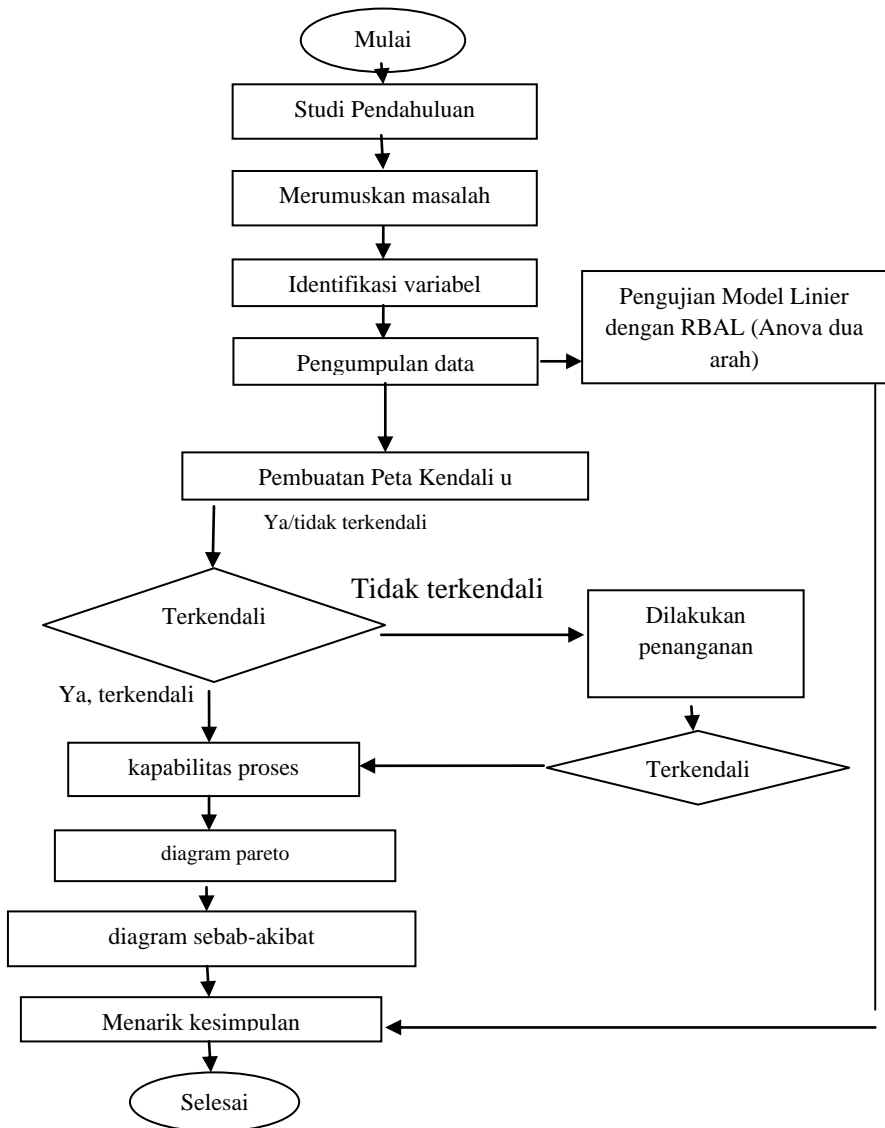 Mulai
Studi Pendahuluan
Merumuskan masalah
Identifikasi variabel
Pengujian Model Linier
dengan RBAL (Anova dua
arah)
Pengumpulan data
Pembuatan Peta Kendali u
Ya/tidak terkendali
Terkendali
Tidak terkendali
Dilakukan
penanganan
Ya, terkendali
kapabilitas proses
Terkendali
diagram pareto
diagram sebab-akibat
Menarik kesimpulan
Selesai